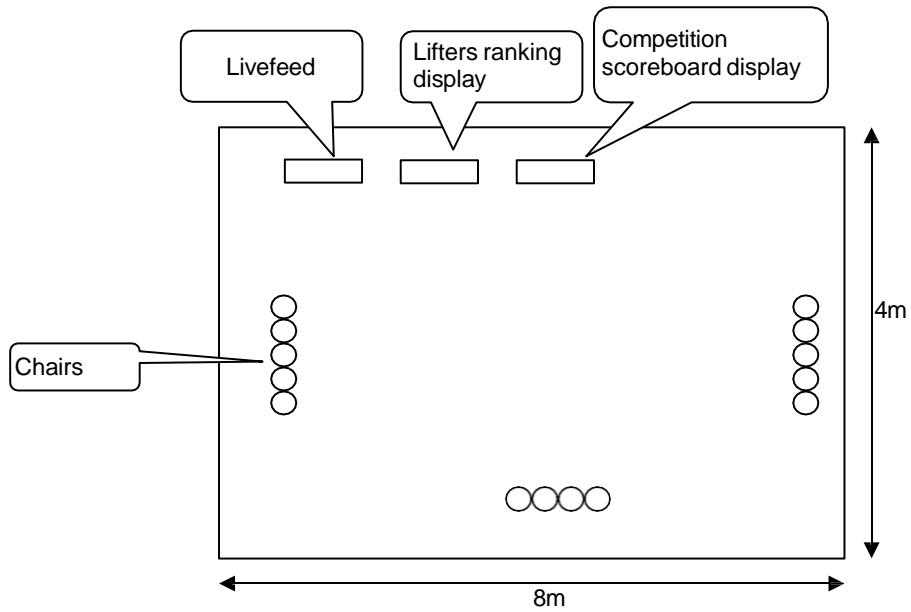 Livefeed
Lifters ranking
display
Competition
scoreboard display
4m
Chairs
8m